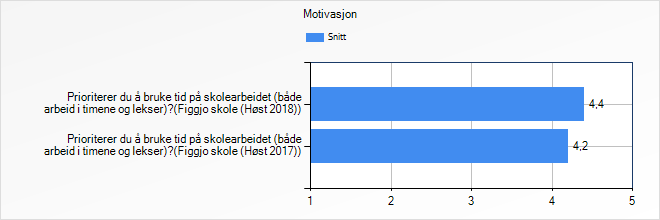 Motivasjon
Snitt
Prioriterer du å bruke tid på skolearbeidet (både
arbeid i timene og lekser)?(Figgjo skole (Høst 2018))
4,4
Prioriterer du å bruke tid på skolearbeidet (både
arbeid i timene og lekser)?(Figgjo skole (Høst 2017))
4,2
1 2 3 4 5